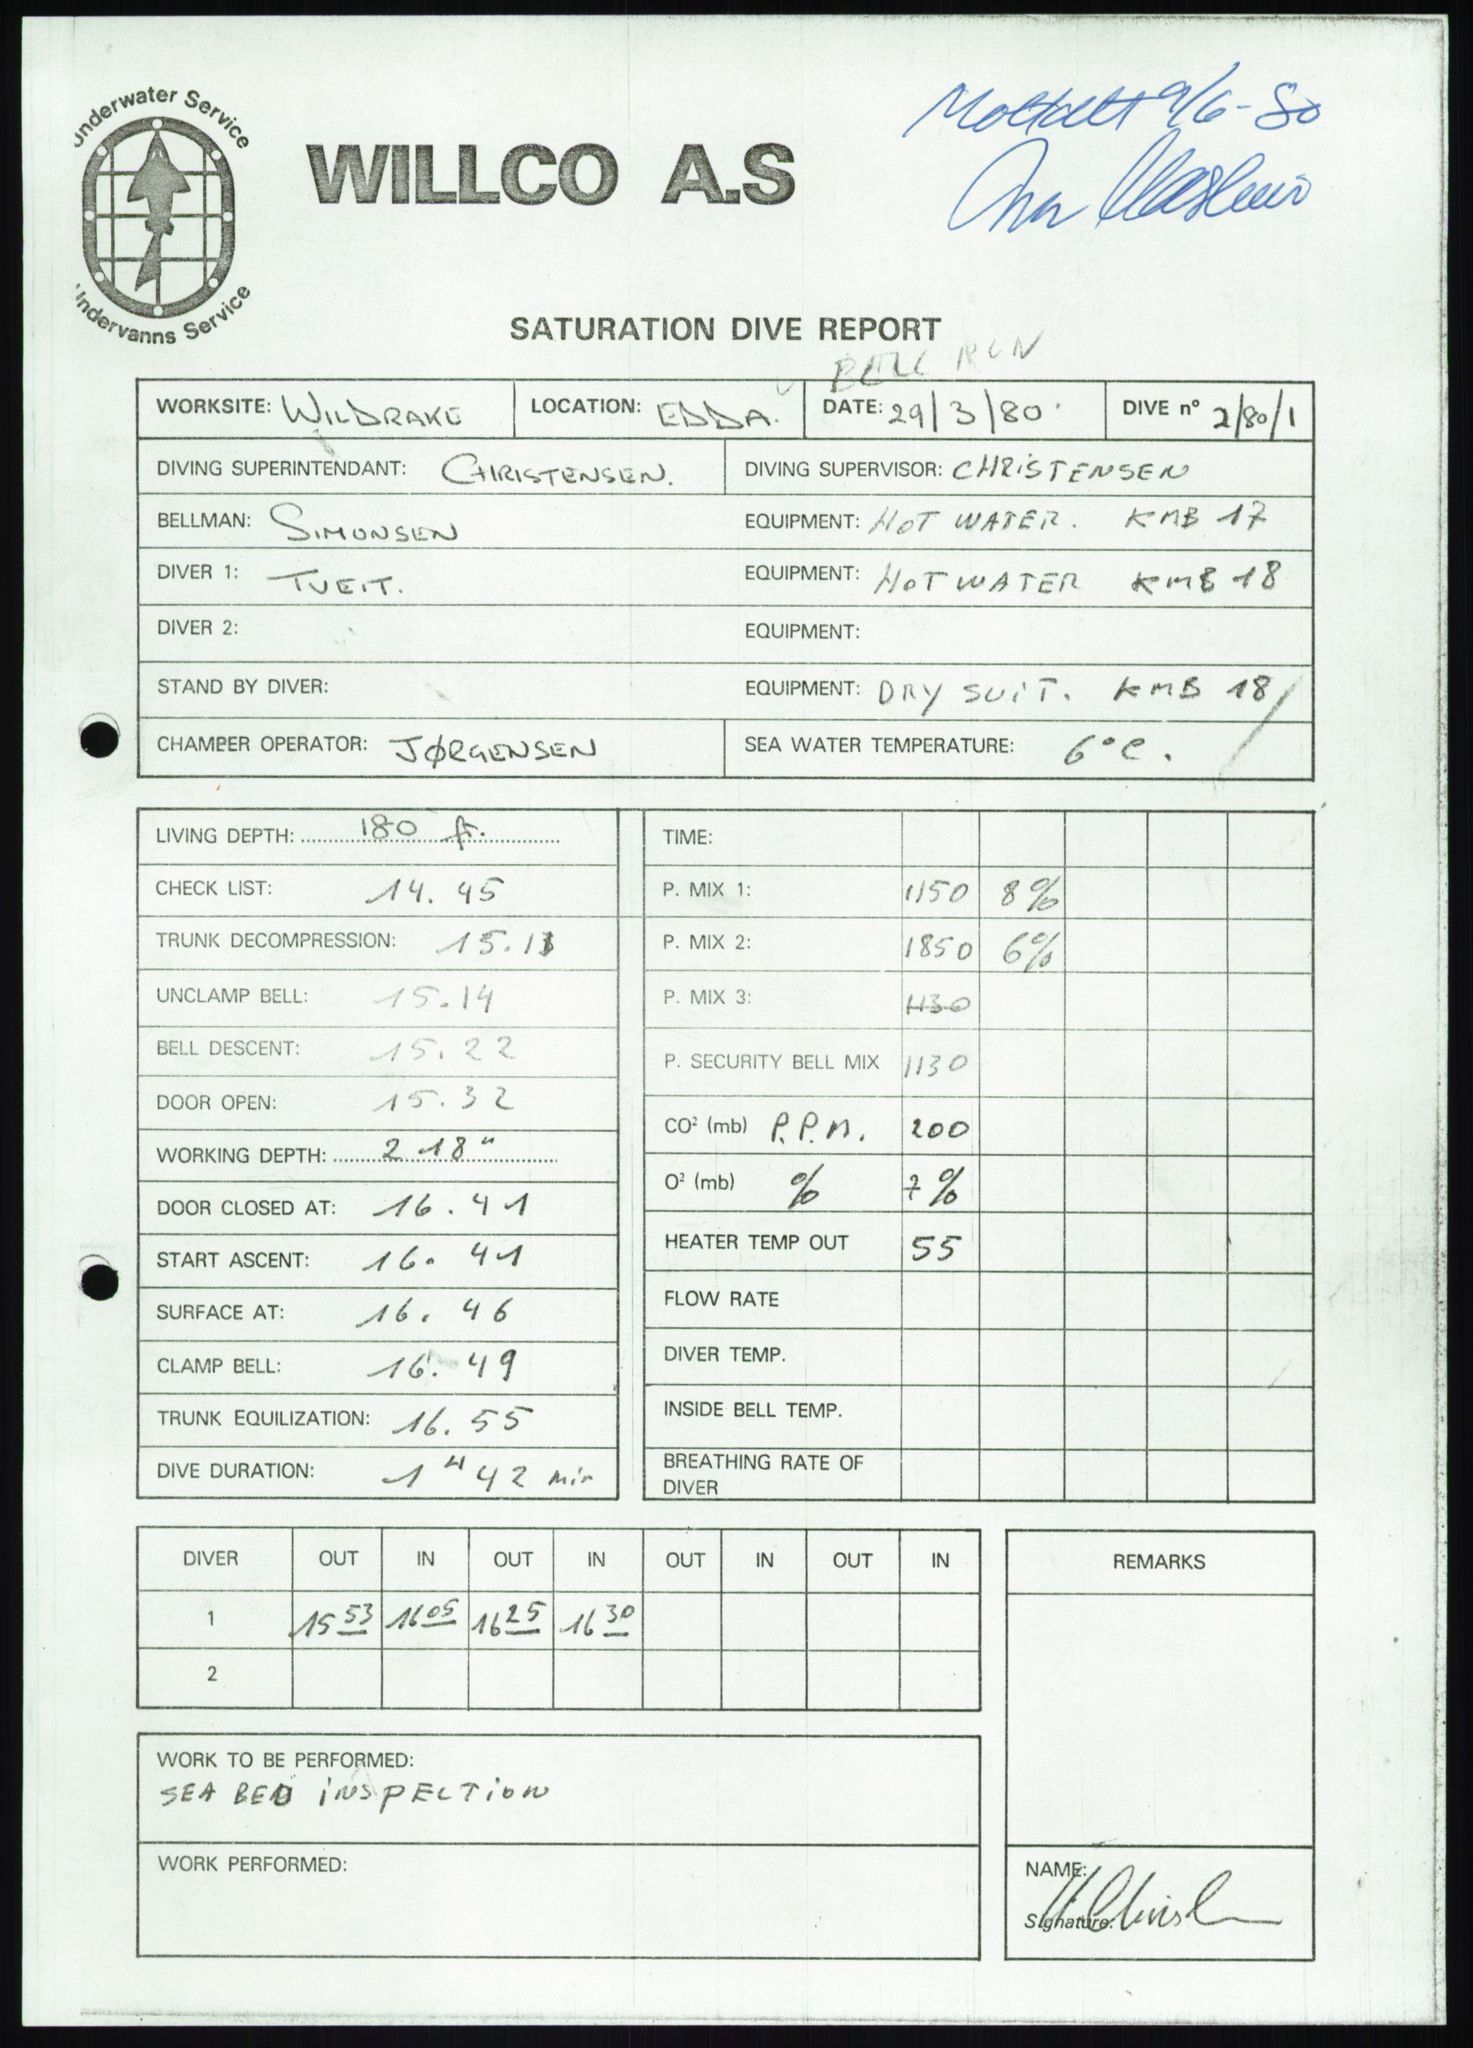 Underwater Service
Undervanns Service
WILLCO A.S
Mottatt 9/6-80
SATURATION DIVE REPORT
BELL RUN
WORKSITE: WILDRAKE LOCATION: EDDA. DATE: 29/3/80 DIVE nº 2/80/1
DIVING SUPERINTENDANT: CHRISTENSEN. DIVING SUPERVISOR: CHRISTENSEN
BELLMAN: SIMONSEN EQUIPMENT: HOT WATER. KMB 17
DIVER 1: TVEIT. EQUIPMENT: HOT WATER KMB 18
DIVER 2: EQUIPMENT:
STAND BY DIVER: EQUIPMENT: DRY SUIT. KMB 18
CHAMBER OPERATOR: JØRGENSEN SEA WATER TEMPERATURE: 6°C.
LIVING DEPTH: 180 ft.
CHECK LIST: 14.45
TRUNK DECOMPRESSION: 15.11
UNCLAMP BELL: 15.14
BELL DESCENT: 15.22
DOOR OPEN: 15.32
WORKING DEPTH: 218"
DOOR CLOSED AT: 16.41
START ASCENT: 16.41
SURFACE AT: 16.46
CLAMP BELL: 16.49
TRUNK EQUILIZATION: 16.55
DIVE DURATION: 1 H 42 min
TIME:
P. MIX 1: 1150 8%
P. MIX 2: 1850 6%
P. MIX 3: 1130
P. SECURITY BELL MIX 1130
CO² (mb) P.P.M. 200
O² (mb) % 7%
HEATER TEMP OUT 55
FLOW RATE
DIVER TEMP.
INSIDE BELL TEMP.
BREATHING RATE OF
DIVER
DIVER OUT IN OUT IN OUT IN OUT IN
1 15 53 16 05 16 25 16 30
2
REMARKS
WORK TO BE PERFORMED:
SEA BED INSPECTION
WORK PERFORMED:
NAME:
Signature: